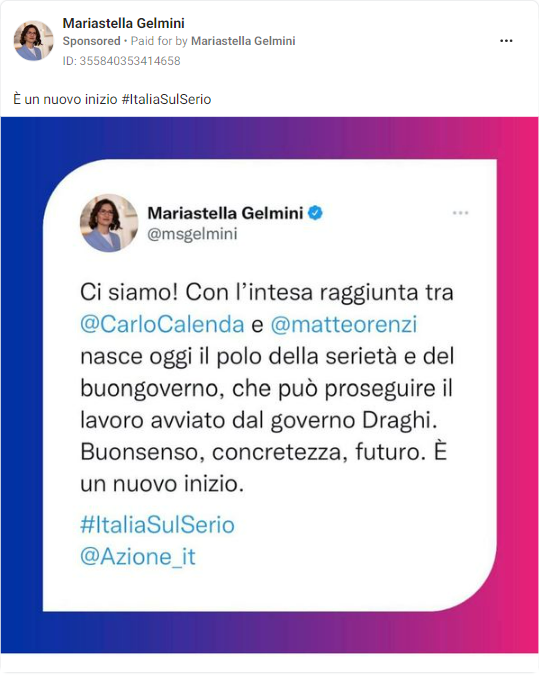 Mariastella Gelmini
Sponsored • Paid for by Mariastella Gelmini
ID: 355840353414658
È un nuovo inizio #ItaliaSulSerio
Mariastella Gelmini
@msgelmini
Ci siamo! Con l'intesa raggiunta tra
@CarloCalenda e @matteorenzi
nasce oggi il polo della serietà e del
buongoverno, che può proseguire il
lavoro avviato dal governo Draghi.
Buonsenso, concretezza, futuro. È
un nuovo inizio.
#ItaliaSulSerio
@Azione_it